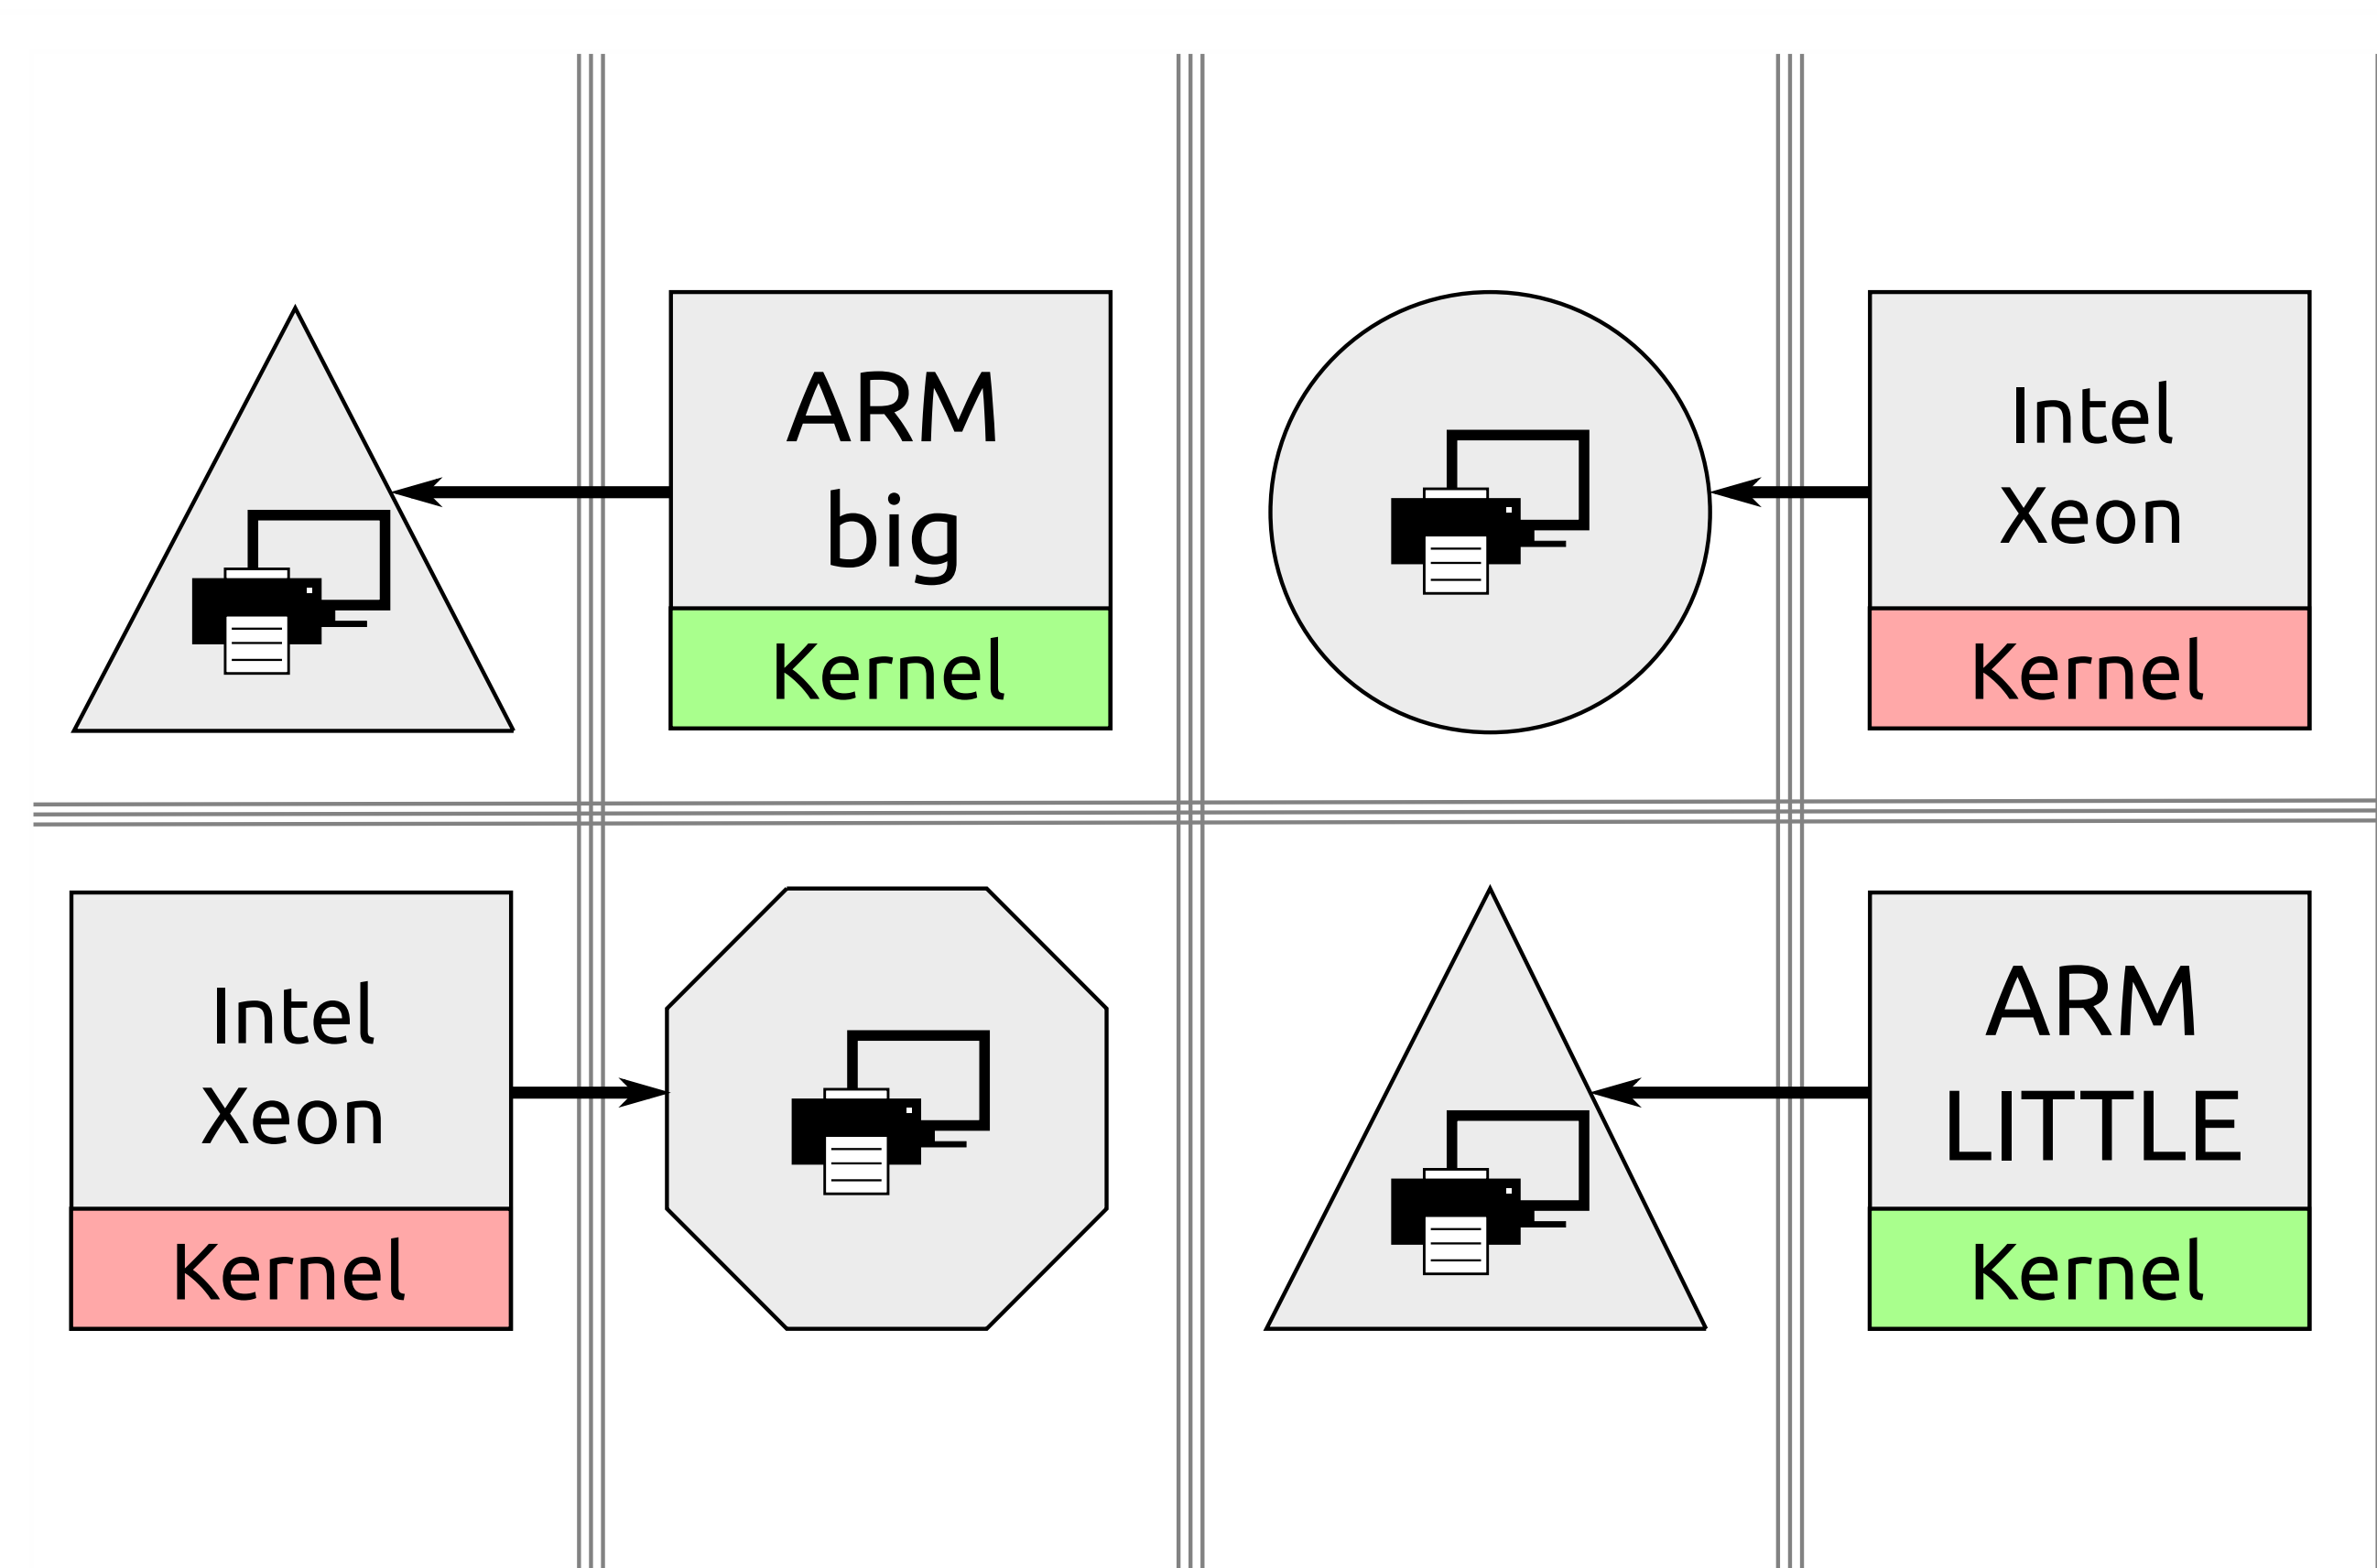 ARM
big
Kernel
Intel
Xeon
Kernel
Intel
Xeon
Kernel
ARM
LITTLE
Kernel